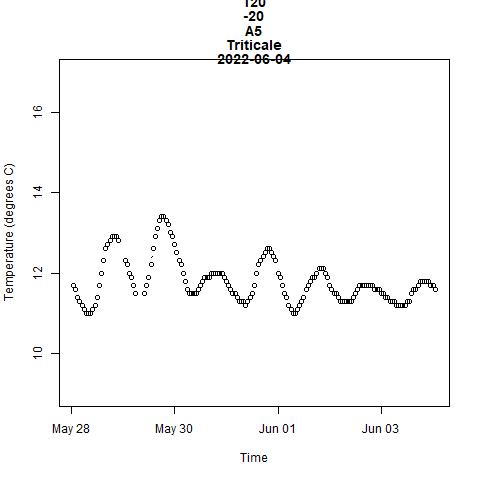 120
-20
A5
Triticale
2022-06-04
Temperature (degrees C)
16
14
12
10
May 28
May 30
Jun 01
Jun 03
Time